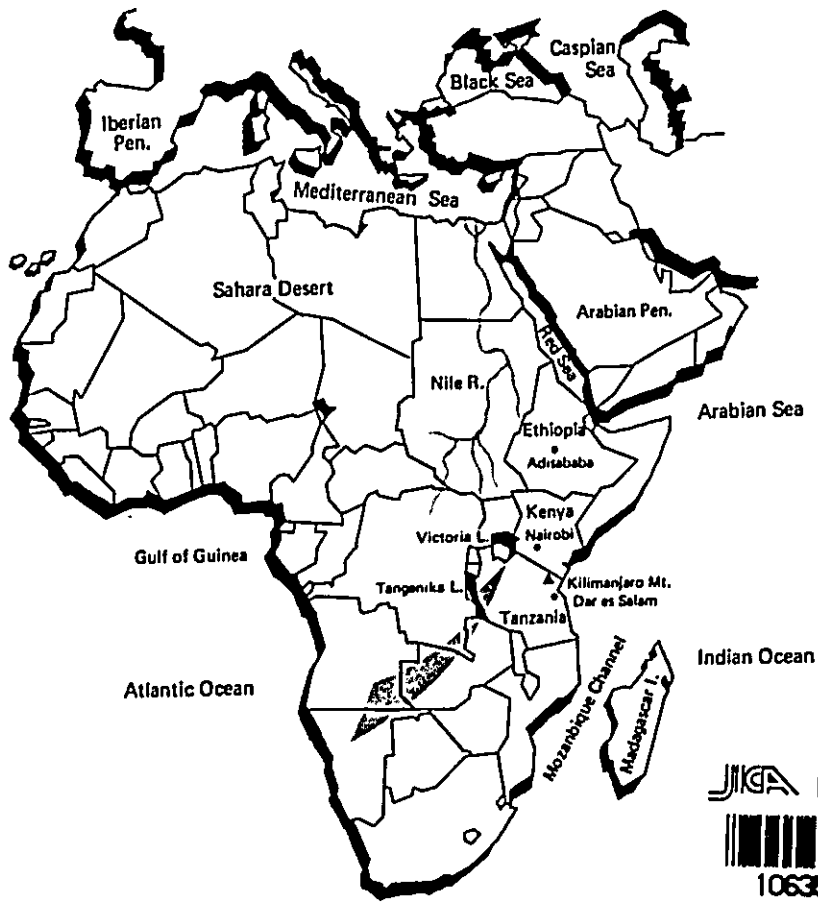 Caspian
Sea
Black Sea
Iberian
Pen.
Mediterranean Sea
Sahara Desert
Arabian Pen.
Red Sea
Nile R.
Arabian Sea
Ethiopia
Adisababa
Kenya
Victoria L.
Nairobi
Gulf of Guinea
Tanganika L.
Kilimanjaro Mt.
Dar es Salam
Tanzania
Indian Ocean
Atlantic Ocean
Mozanbique Channel
Madagascar I.
JICA